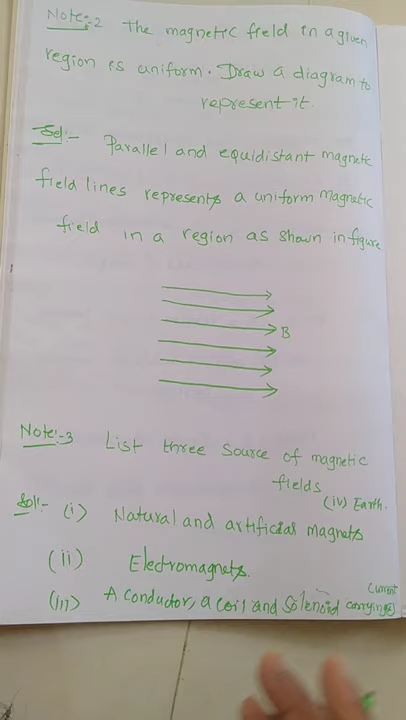 Note:-2 The magnetic field in a given
region is uniform. Draw a diagram to
represent it.
Sol:- Parallel and equidistant magnetic
field lines represents a uniform magnetic
field in a region as shown in figure
B
Note:-3 List three source of magnetic
fields
(iv) Earth.
Sol:- (i) Natural and artificial magnets
(ii) Electromagnets.
(iii) A conductor, a coil and Solenoid carrying current